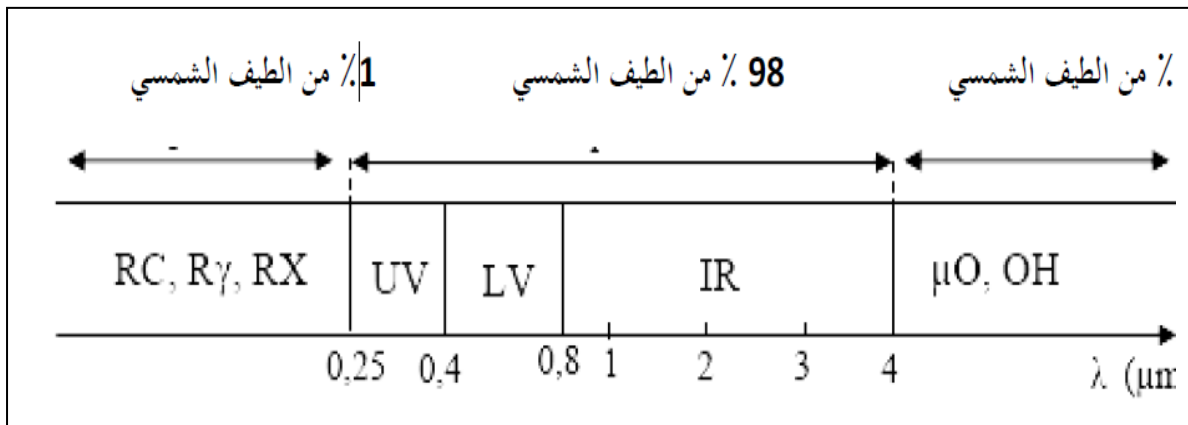 1٪ من الطيف الشمسي
98 ٪ من الطيف الشمسي
٪ من الطيف الشمسي
RC, Rγ, RX
UV
LV
IR
μO, OH
0,25 0,4 0,8 1 2 3 4 λ (μm